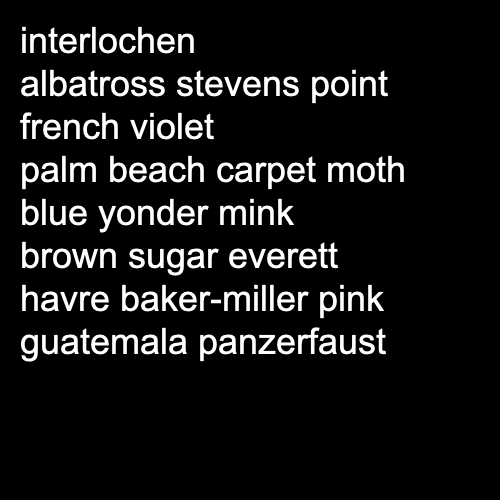 interlochen
albatross stevens point
french violet
palm beach carpet moth
blue yonder mink
brown sugar everett
havre baker-miller pink
guatemala panzerfaust